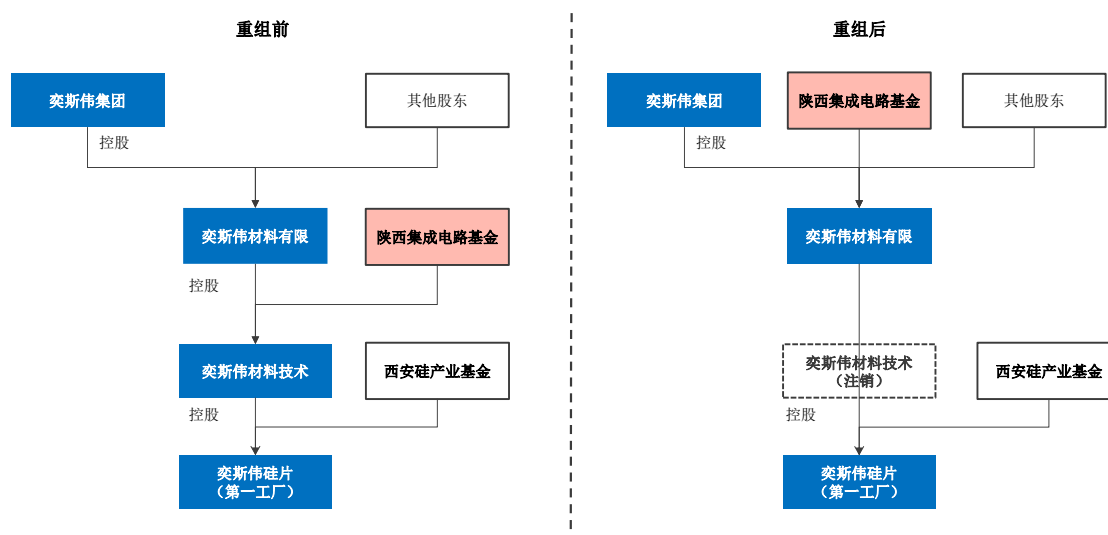 重组前
重组后
奕斯伟集团
其他股东
奕斯伟集团
陕西集成电路基金
其他股东
控股
控股
奕斯伟材料有限
陕西集成电路基金
奕斯伟材料有限
控股
奕斯伟材料技术
西安硅产业基金
奕斯伟材料技术
（注销）
西安硅产业基金
控股
控股
奕斯伟硅片
（第一工厂）
奕斯伟硅片
（第一工厂）